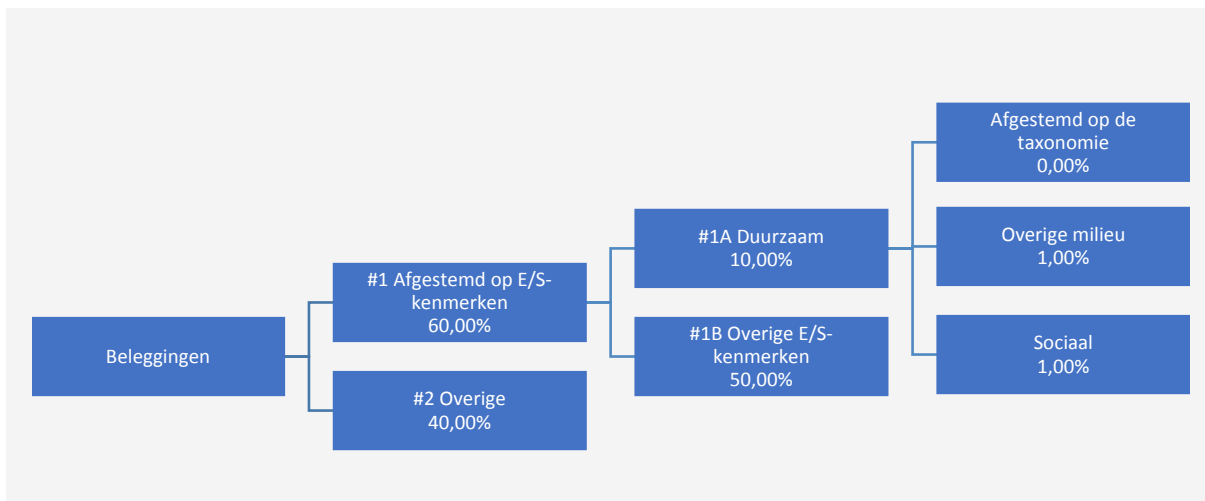 Beleggingen
#1 Afgestemd op E/S-
kenmerken
60,00%
#2 Overige
40,00%
#1A Duurzaam
10,00%
#1B Overige E/S-
kenmerken
50,00%
Afgestemd op de
taxonomie
0,00%
Overige milieu
1,00%
Sociaal
1,00%